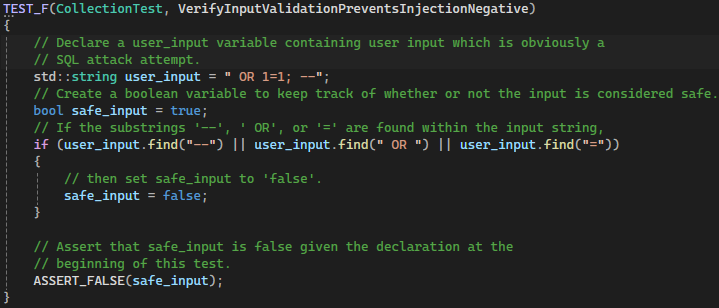 TEST_F(CollectionTest, VerifyInputValidationPreventsInjectionNegative)
{
    // Declare a user_input variable containing user input which is obviously a
    // SQL attack attempt.
    std::string user_input = " OR 1=1; --";
    // Create a boolean variable to keep track of whether or not the input is considered safe.
    bool safe_input = true;
    // If the substrings '--', ' OR', or '=' are found within the input string,
    if (user_input.find("--") || user_input.find(" OR ") || user_input.find("="))
    {
        // then set safe_input to 'false'.
        safe_input = false;
    }

    // Assert that safe_input is false given the declaration at the
    // beginning of this test.
    ASSERT_FALSE(safe_input);
}